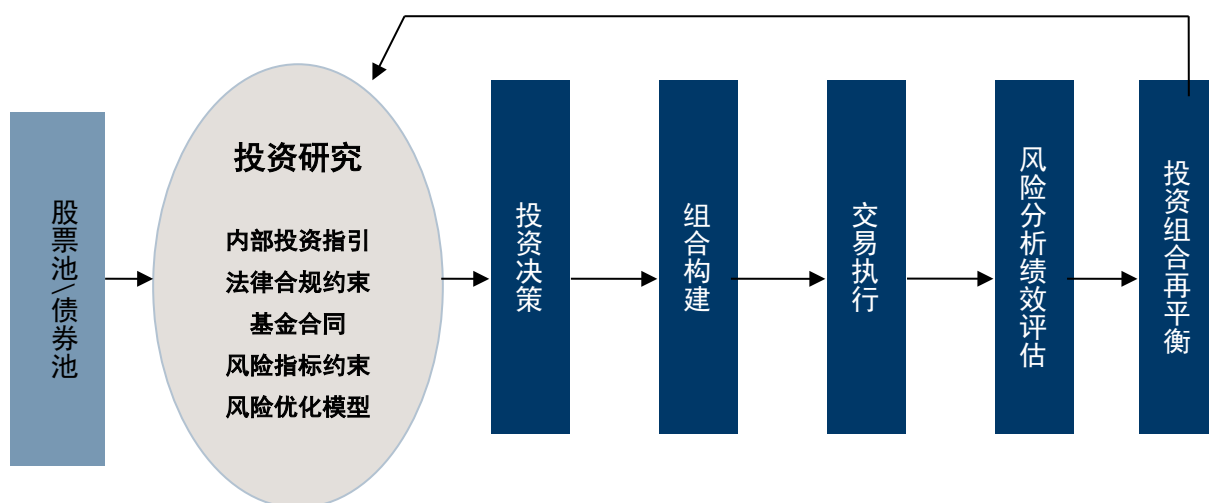 股票池\债券池
投资研究
内部投资指引
法律合规约束
基金合同
风险指标约束
风险优化模型
投资决策
组合构建
交易执行
风险分析绩效评估
投资组合再平衡